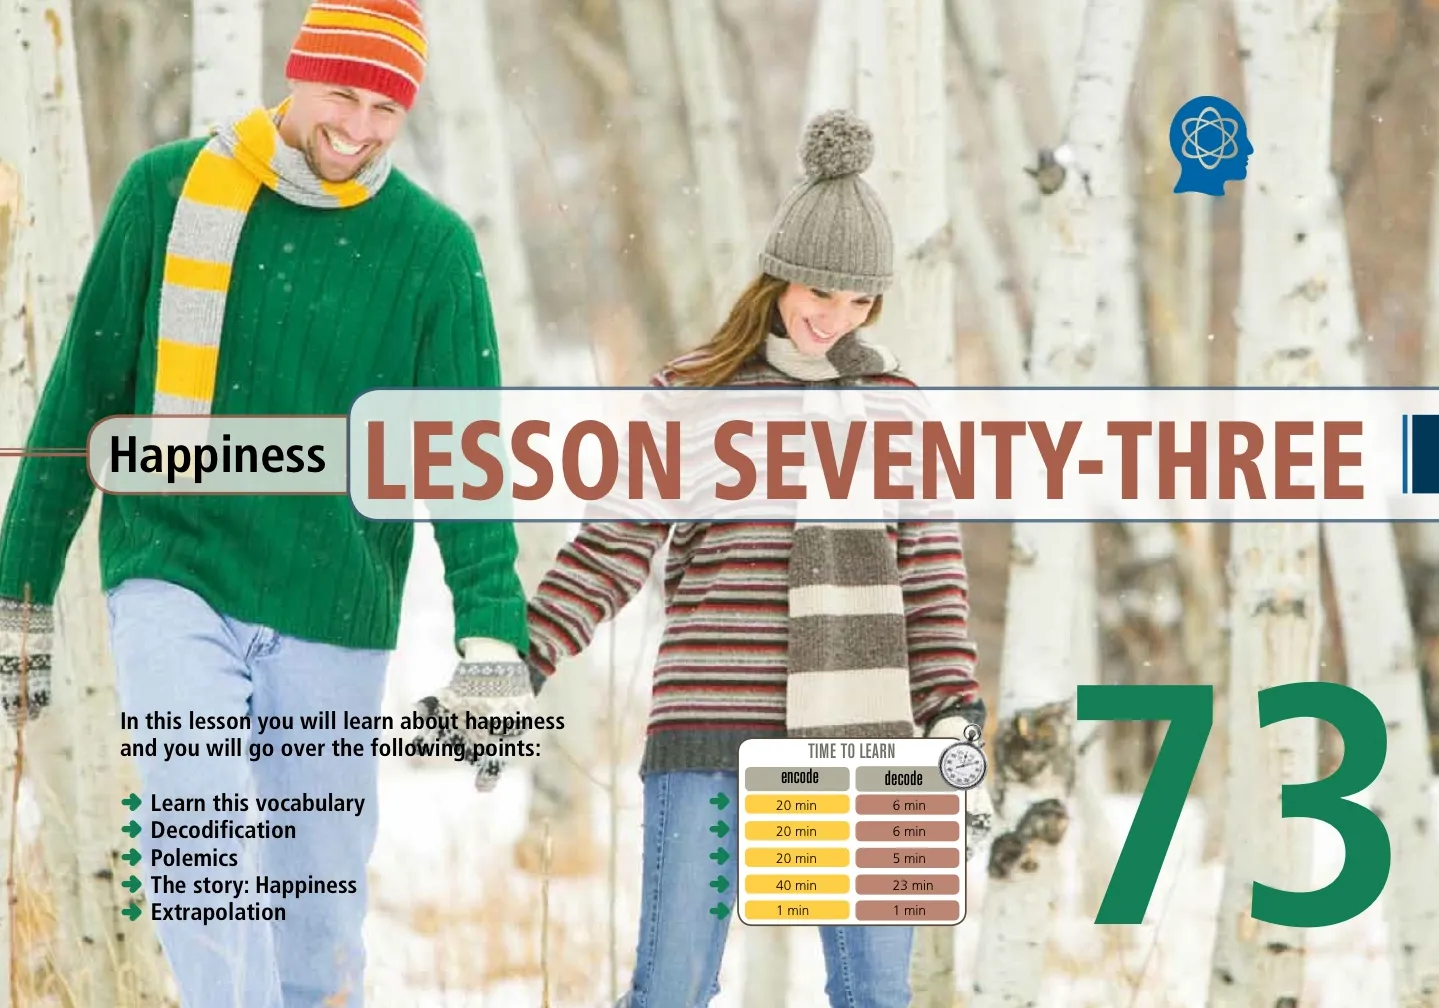 Happiness
LESSON SEVENTY-THREE
In this lesson you will learn about happiness
and you will go over the following points:
Learn this vocabulary
Decodification
Polemics
The story: Happiness
Extrapolation
TIME TO LEARN
encode decode
20 min 6 min
20 min 6 min
20 min 5 min
40 min 23 min
1 min 1 min
73